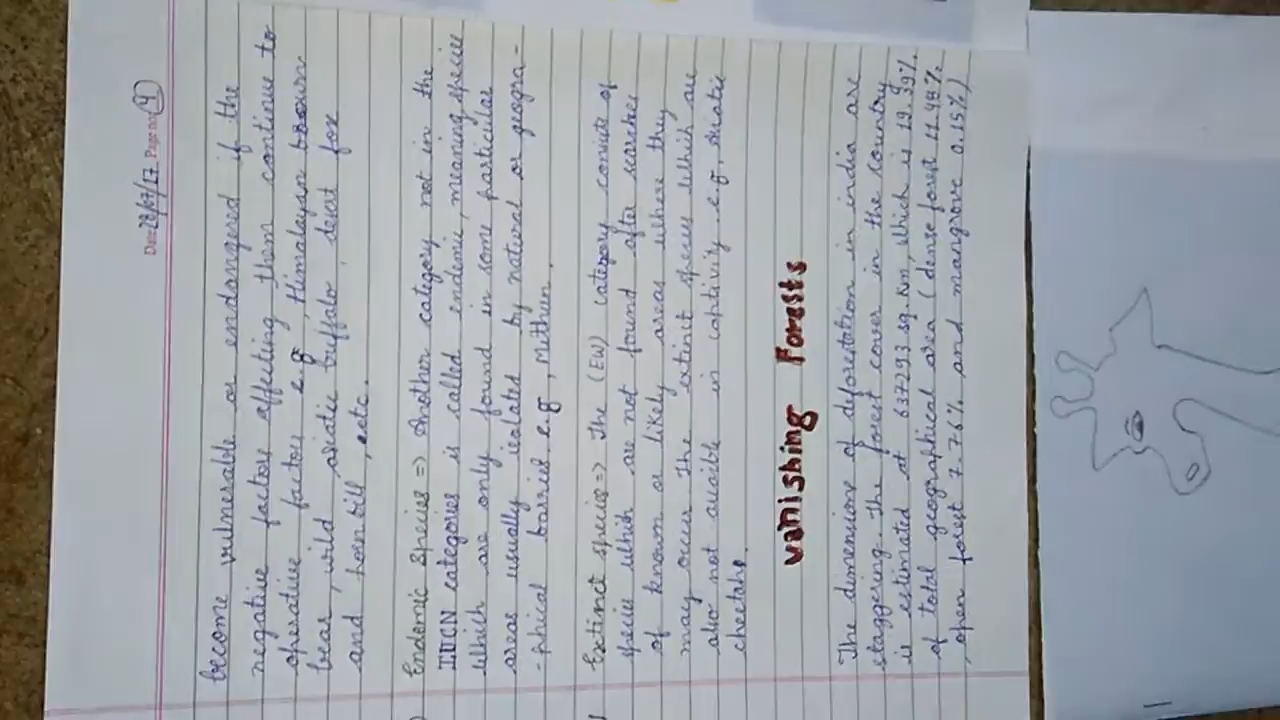 Date 28/07/17 Page no. 4
become vulnerable or endangered if the
negative factors affecting them continue to
operative factors e.g, Himalayan brown
bear, wild asiatic buffalo, desat fox
and horn bill, eatc.
Endemic Species => Another category not in the
IUCN categories is called endemic, meaning species
which are only found in some particular
areas usually isolated by natural or geogra-
-phical barriel. e.g, Mithun.
Extinct species => The (EW) category consists of
species which are not found after searches
of known or likely areas where they
may occur. The extinct species which are
also not avaible in captivity. e.g. Asiatic
cheetah.
vanishing Forests
The dimensions of deforestation in india are
staggering. The forest cover in the country
is estimated at 637293 sq. Km, which is 19.39%
of total geographical area (dense forest 11.48%
, open forest 7.76% and mangrove 0.15%)